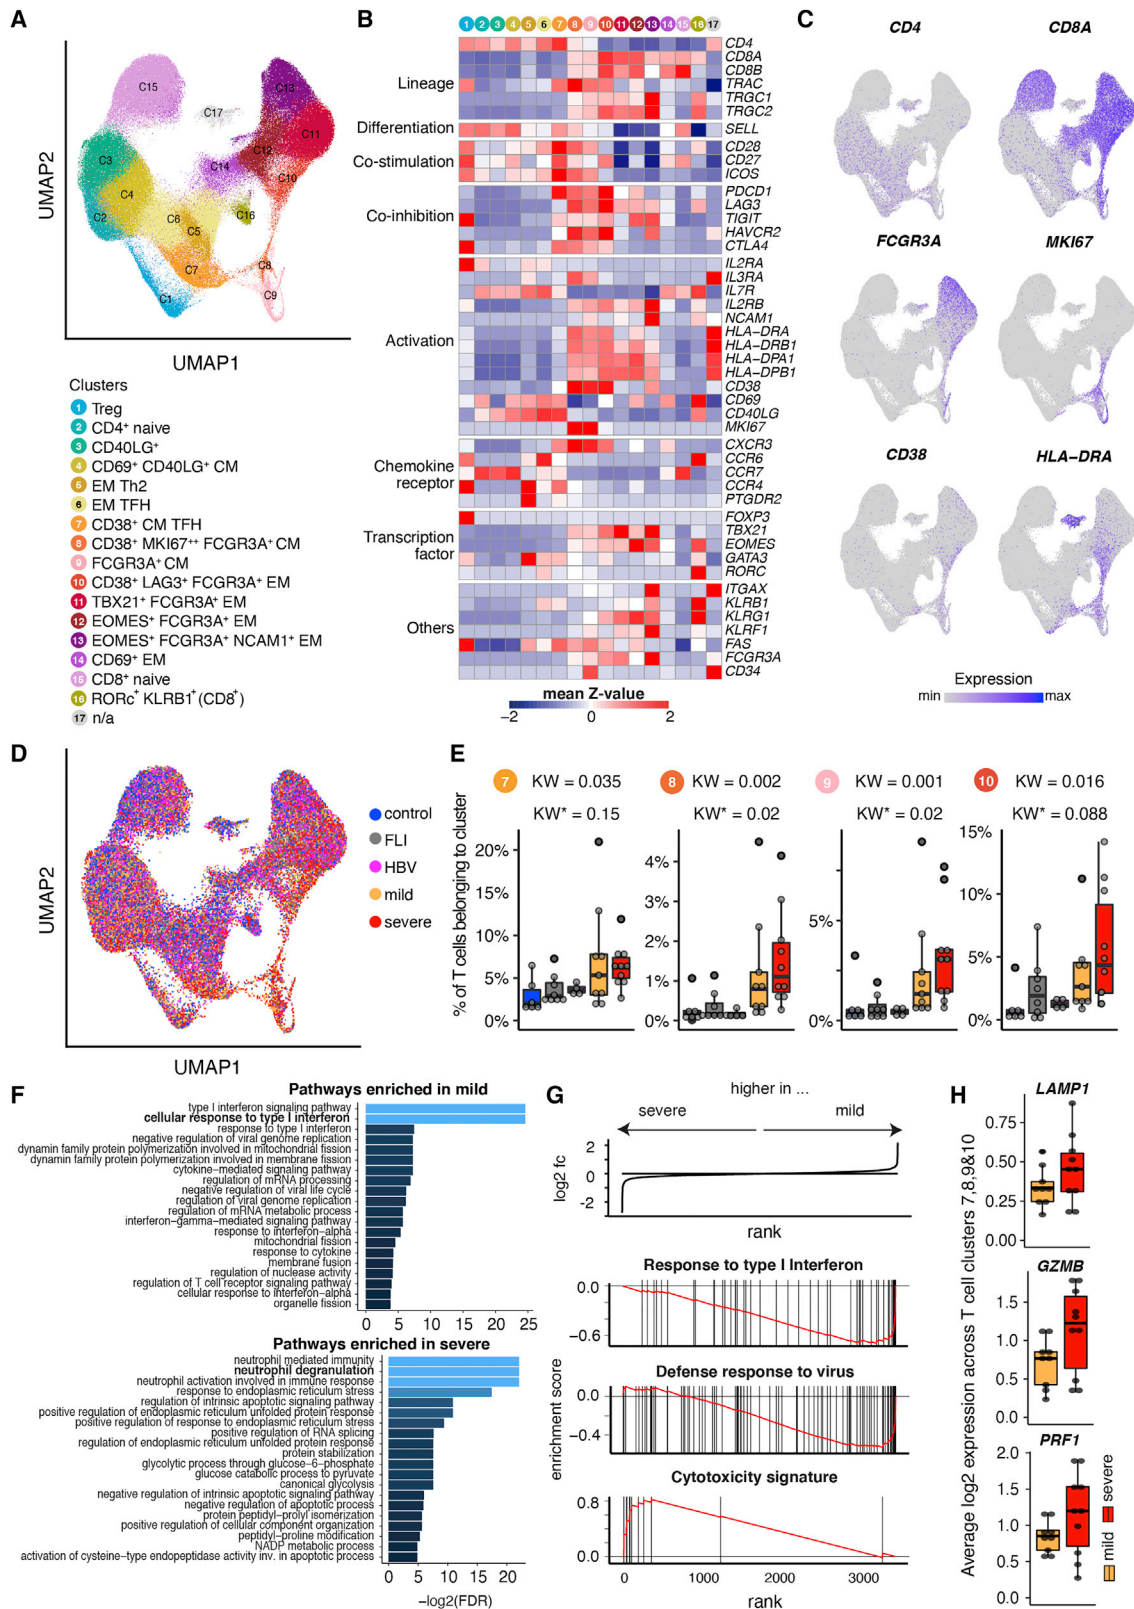 A
UMAP2
UMAP1
C15
C17
C13
C11
C12
C3
C14
C10
C4
C2
C6
C16
C5
C7
C8
C1
C9
Clusters
1 Treg
2 CD4+ naive
3 CD40LG+
4 CD69+ CD40LG+ CM
5 EM Th2
6 EM TFH
7 CD38+ CM TFH
8 CD38+ MKI67++ FCGR3A+ CM
9 FCGR3A+ CM
10 CD38+ LAG3+ FCGR3A+ EM
11 TBX21+ FCGR3A+ EM
12 EOMES+ FCGR3A+ EM
13 EOMES+ FCGR3A+ NCAM1+ EM
14 CD69+ EM
15 CD8+ naive
16 RORc+ KLRB1+ (CD8+)
17 n/a
B
1 2 3 4 5 6 7 8 9 10 11 12 13 14 15 16 17
Lineage
CD4
CD8A
CD8B
TRAC
TRGC1
TRGC2
Differentiation
SELL
Co-stimulation
CD28
CD27
ICOS
Co-inhibition
PDCD1
LAG3
TIGIT
HAVCR2
CTLA4
Activation
IL2RA
IL3RA
IL7R
IL2RB
NCAM1
HLA−DRA
HLA−DRB1
HLA−DPA1
HLA−DPB1
CD38
CD69
CD40LG
MKI67
Chemokine
receptor
CXCR3
CCR6
CCR7
CCR4
PTGDR2
Transcription
factor
FOXP3
TBX21
EOMES
GATA3
RORC
Others
ITGAX
KLRB1
KLRG1
KLRF1
FAS
FCGR3A
CD34
mean Z-value
−2 0 2
C
CD4
CD8A
FCGR3A
MKI67
CD38
HLA−DRA
Expression
min max
D
UMAP2
UMAP1
control
FLI
HBV
mild
severe
E
% of T cells belonging to cluster
7 KW = 0.035
KW* = 0.15
20%
15%
10%
5%
0%
8 KW = 0.002
KW* = 0.02
4%
3%
2%
1%
0%
9 KW = 0.001
KW* = 0.02
5%
0%
10 KW = 0.016
KW* = 0.088
15%
10%
5%
0%
F
Pathways enriched in mild
type I interferon signaling pathway
cellular response to type I interferon
response to type I interferon
negative regulation of viral genome replication
dynamin family protein polymerization involved in mitochondrial fission
dynamin family protein polymerization involved in membrane fission
cytokine−mediated signaling pathway
regulation of mRNA processing
negative regulation of viral life cycle
regulation of viral genome replication
regulation of mRNA metabolic process
interferon−gamma−mediated signaling pathway
response to interferon−alpha
mitochondrial fission
response to cytokine
membrane fusion
regulation of nuclease activity
regulation of T cell receptor signaling pathway
cellular response to interferon−alpha
organelle fission
0 5 10 15 20 25
Pathways enriched in severe
neutrophil mediated immunity
neutrophil degranulation
neutrophil activation involved in immune response
response to endoplasmic reticulum stress
regulation of intrinsic apoptotic signaling pathway
positive regulation of endoplasmic reticulum unfolded protein response
positive regulation of response to endoplasmic reticulum stress
positive regulation of RNA splicing
regulation of endoplasmic reticulum unfolded protein response
protein stabilization
glycolytic process through glucose−6−phosphate
glucose catabolic process to pyruvate
canonical glycolysis
negative regulation of intrinsic apoptotic signaling pathway
negative regulation of apoptotic process
protein peptidyl−prolyl isomerization
positive regulation of cellular component organization
peptidyl−proline modification
NADP metabolic process
activation of cysteine−type endopeptidase activity inv. in apoptotic process
0 5 10 15 20
−log2(FDR)
G
higher in ...
severe mild
log2 fc
2
0
-2
rank
Response to type I Interferon
0.0
−0.6
Defense response to virus
0.0
−0.4
enrichment score
Cytotoxicity signature
0.8
0.0
0 1000 2000 3000
rank
H
Average log2 expression across T cell clusters 7,8,9&10
LAMP1
0.75
0.50
0.25
0.00
GZMB
1.5
1.0
0.5
0.0
PRF1
2.0
1.5
1.0
0.5
0.0
mild severe